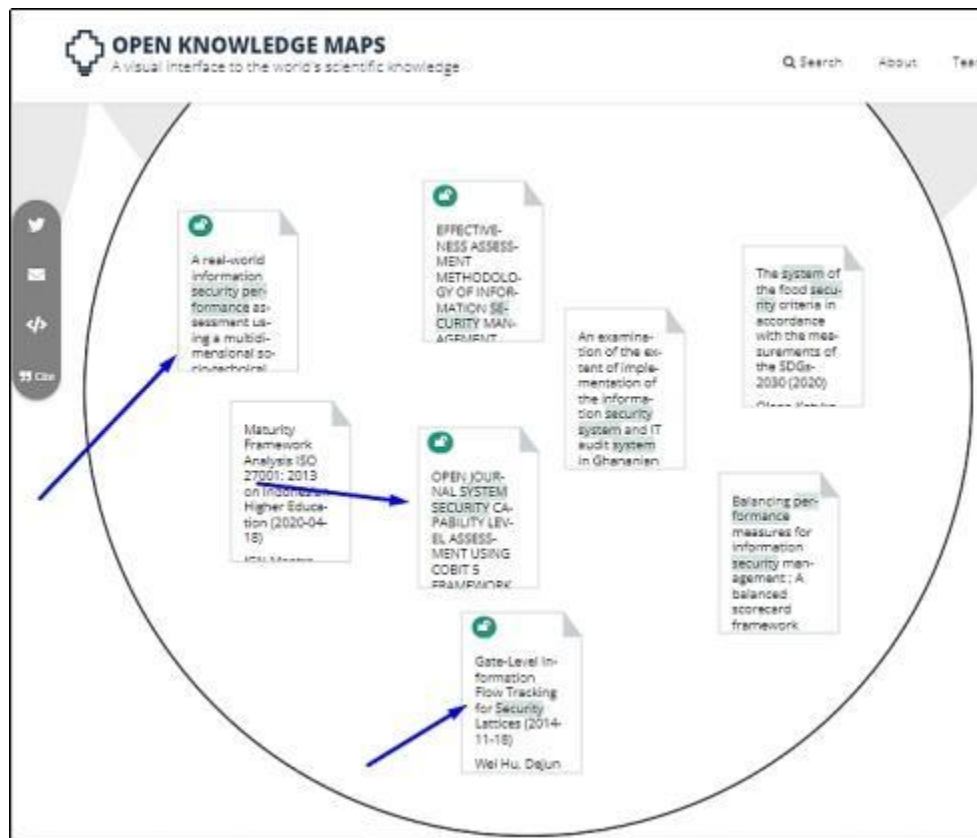 OPEN KNOWLEDGE MAPS
A visual interface to the world's scientific knowledge
Search About
Cite
A real-world
information
security per-
formance as-
sessment us-
ing a multidi-
mensional so-
cio-technical
EFFECTIVE-
NESS ASSESS-
MENT
METHODOLO-
GY OF INFOR-
MATION SE-
CURITY MAN-
AGEMENT
The system of
the food secu-
rity criteria in
accordance
with the mea-
surements of
the SDGs-
2030 (2020)
An examina-
tion of the ex-
tent of imple-
mentation of
the informa-
tion security
system and IT
audit system
in Ghananian
Maturity
Framework
Analysis ISO
27001: 2013
on Indonesian
Higher Educa-
tion (2020-04-
18)
OPEN JOUR-
NAL SYSTEM
SECURITY CA-
PABILITY LEV-
EL ASSESS-
MENT USING
COBIT 5
FRAMEWORK
Balancing per-
formance
measures for
information
security man-
agement ; A
balanced
scorecard
framework
Gate-Level In-
formation
Flow Tracking
for Security
Lattices (2014-
11-18)
Wei Hu, Dejun